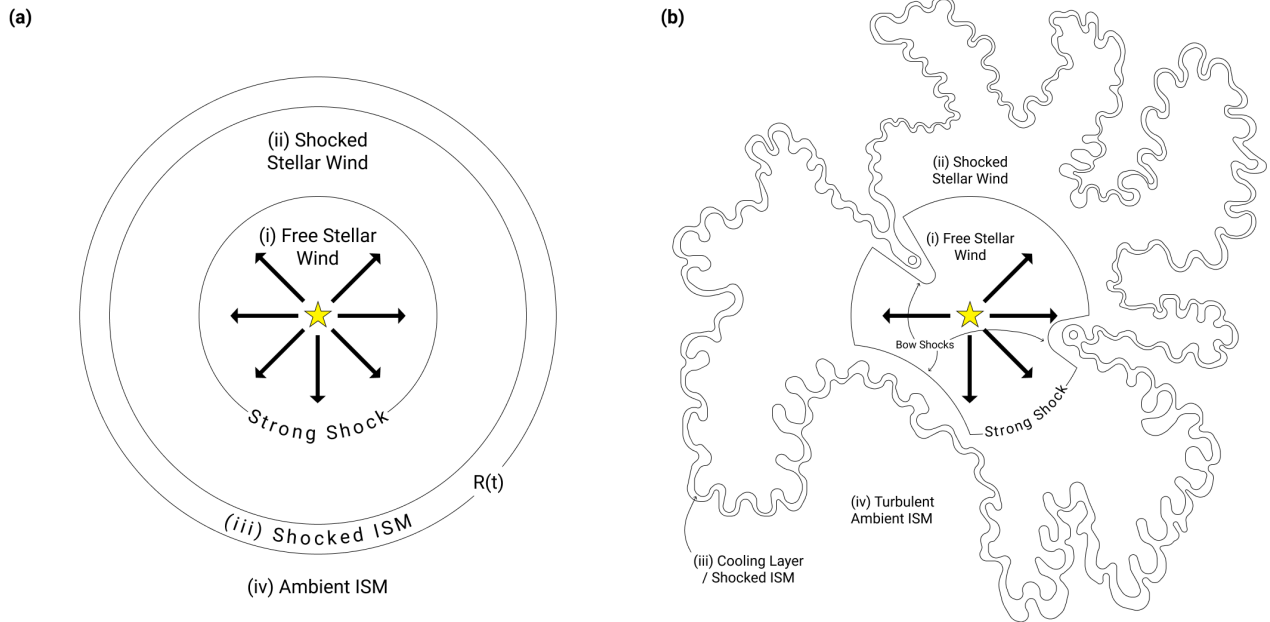 (a)
(ii) Shocked
Stellar Wind
(i) Free Stellar
Wind
Strong Shock
R(t)
(iii) Shocked ISM
(iv) Ambient ISM
(b)
(ii) Shocked
Stellar Wind
(i) Free Stellar
Wind
Bow Shocks
Strong Shock
(iv) Turbulent
Ambient ISM
(iii) Cooling Layer
/ Shocked ISM